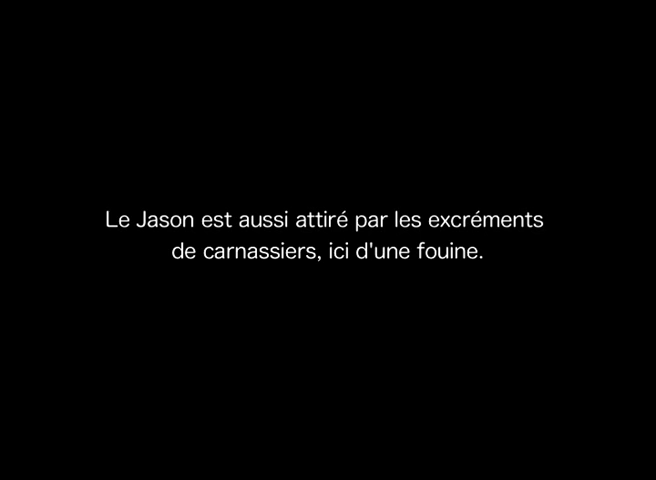 Le Jason est aussi attiré par les excréments
de carnassiers, ici d'une fouine.